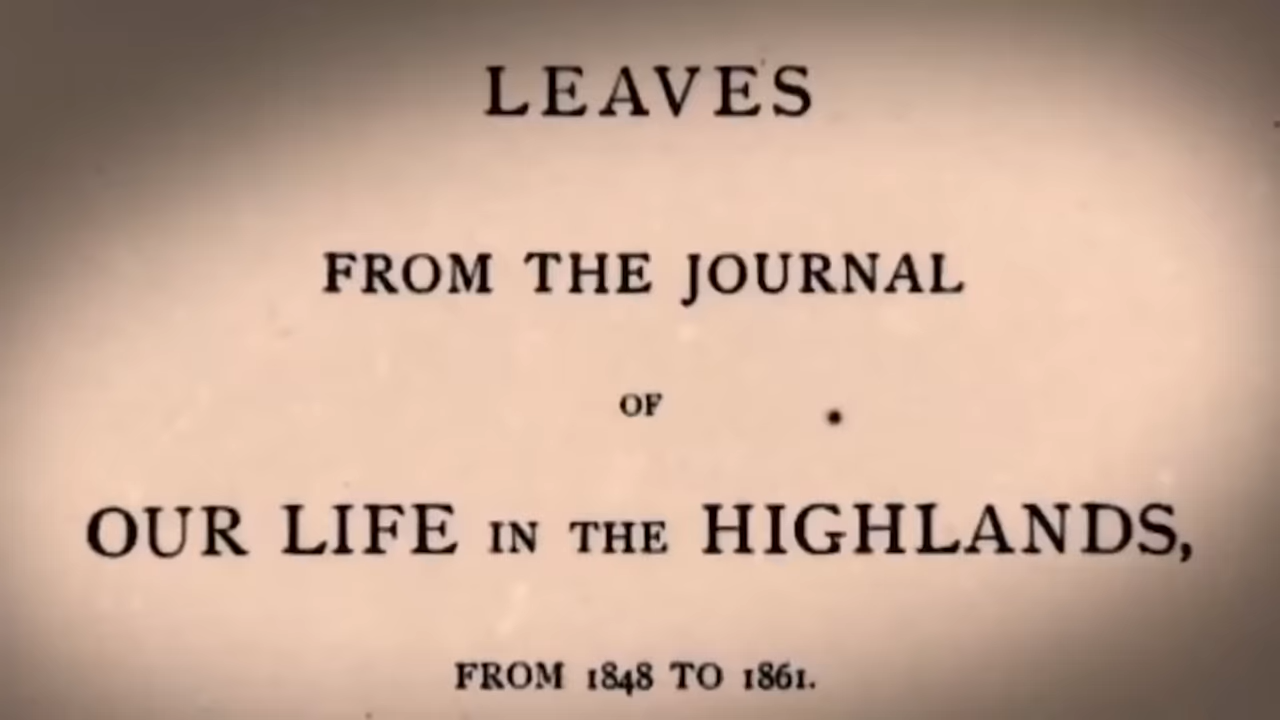 LEAVES
FROM THE JOURNAL
OF
OUR LIFE IN THE HIGHLANDS,
FROM 1848 TO 1861.